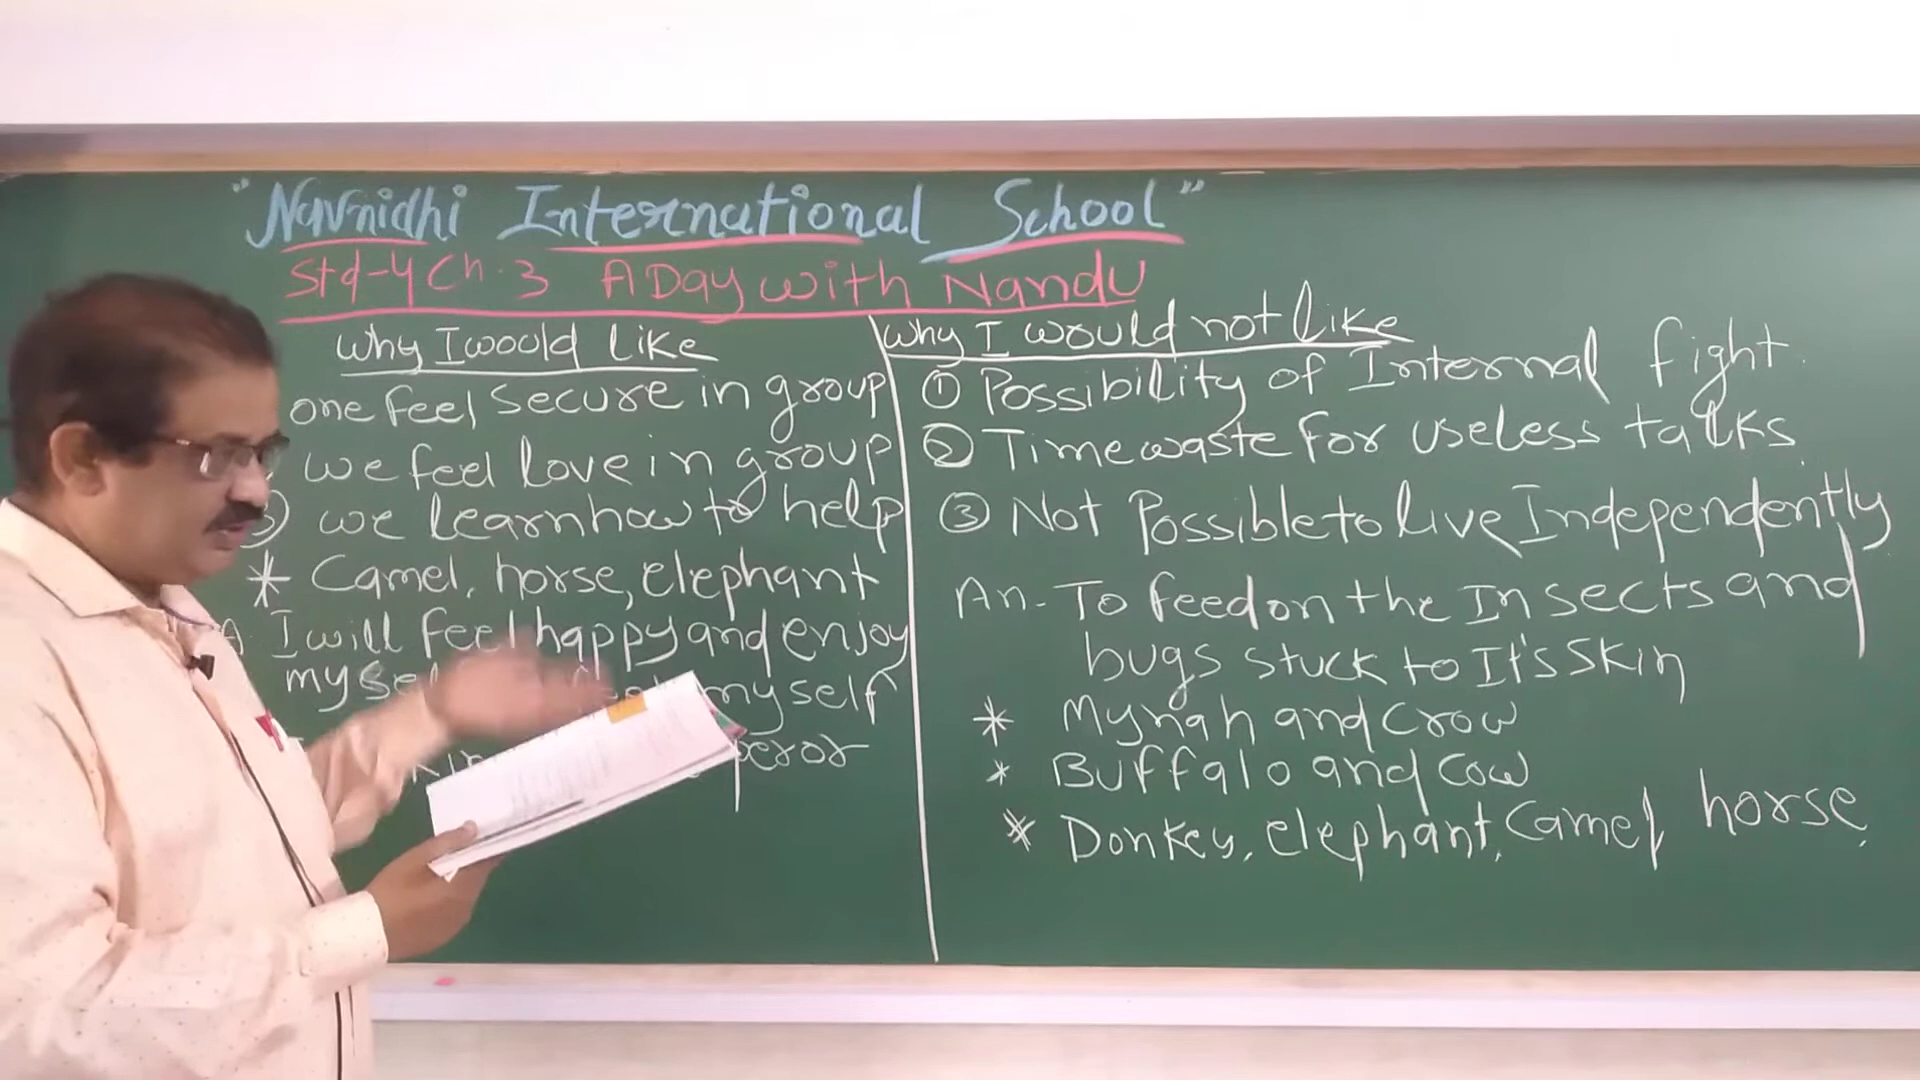 "Navnidhi International School"
Std-4 Ch.3 A Day with Nandu
Why I would like
one feel secure in group
we feel love in group
3) we learn how to help
* Camel, horse, elephant
A. I will feel happy and enjoy
myself
peror
Why I would not like
① Possibility of Internal fight.
② Time waste for useless talks.
③ Not Possible to live Independently
An. To feed on the Insects and
bugs stuck to It's skin
* Mynah and crow
* Buffalo and cow
* Donkey, elephant, Camel, horse.